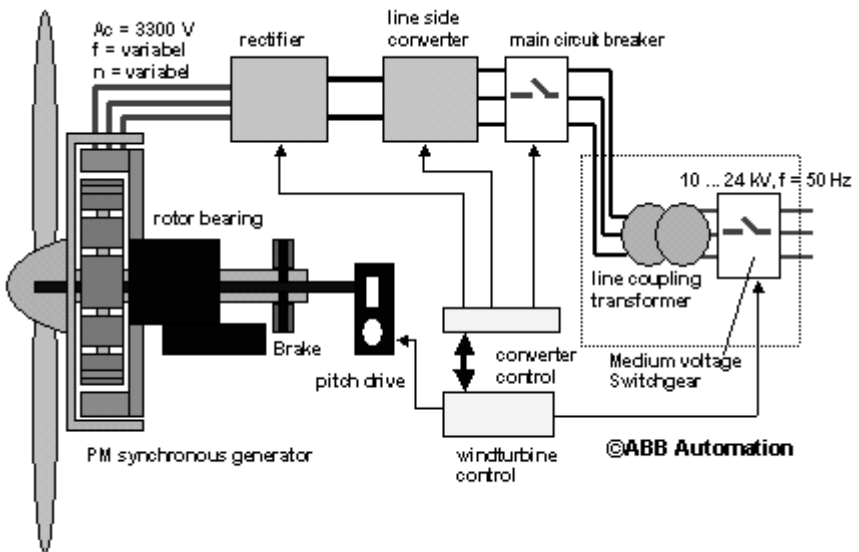 Ac = 3300 V
f = variabel
n = variabel
rectifier
line side
converter
main circuit breaker
10 ... 24 kV, f = 50 Hz
rotor bearing
line coupling
transformer
Brake
pitch drive
converter
control
Medium voltage
Switchgear
PM synchronous generator
windturbine
control
©ABB Automation